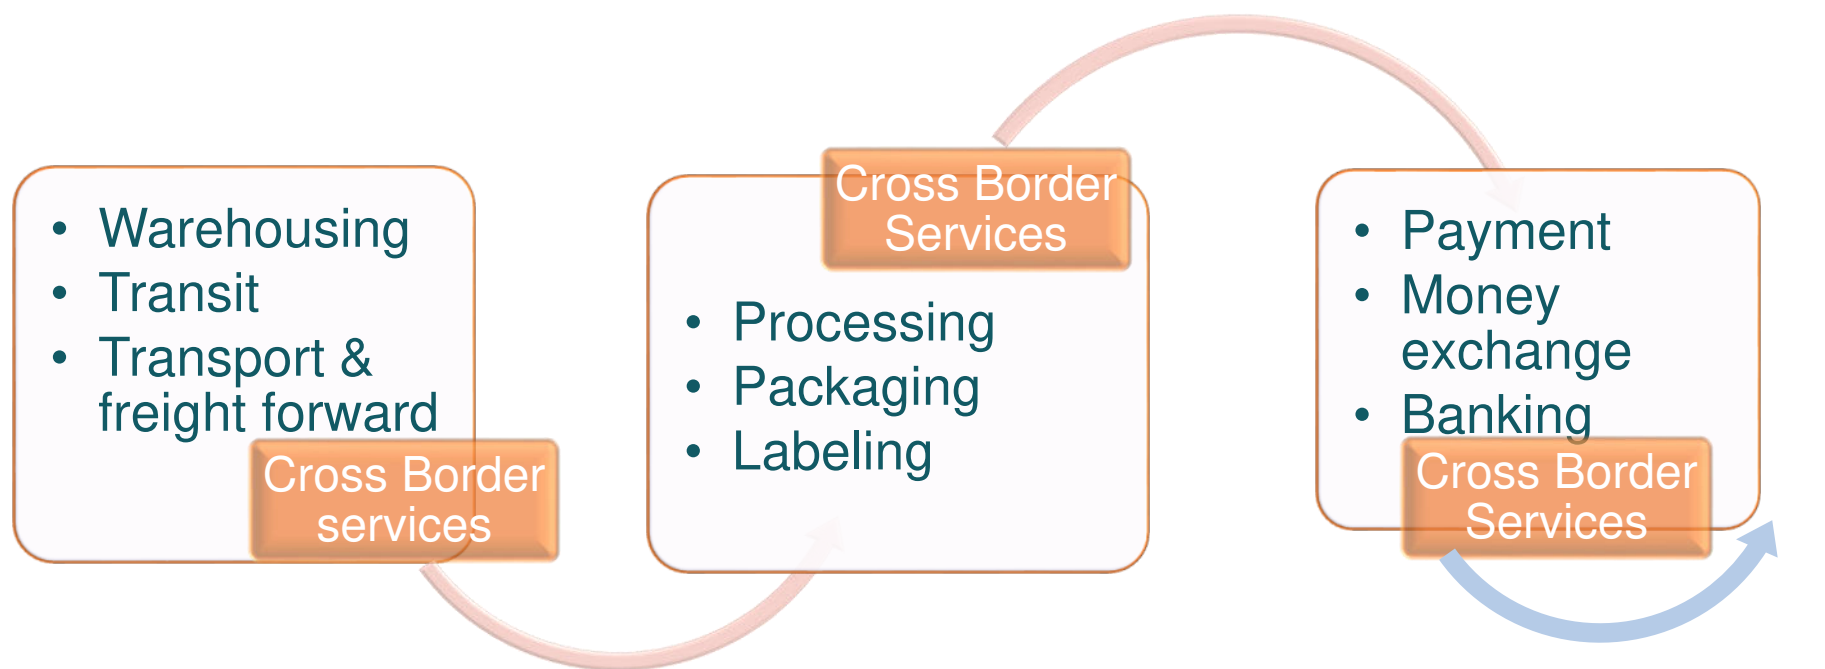 • Warehousing
• Transit
• Transport &
freight forward
Cross Border
services
Cross Border
Services
• Processing
• Packaging
• Labeling
• Payment
• Money
exchange
• Banking
Cross Border
Services